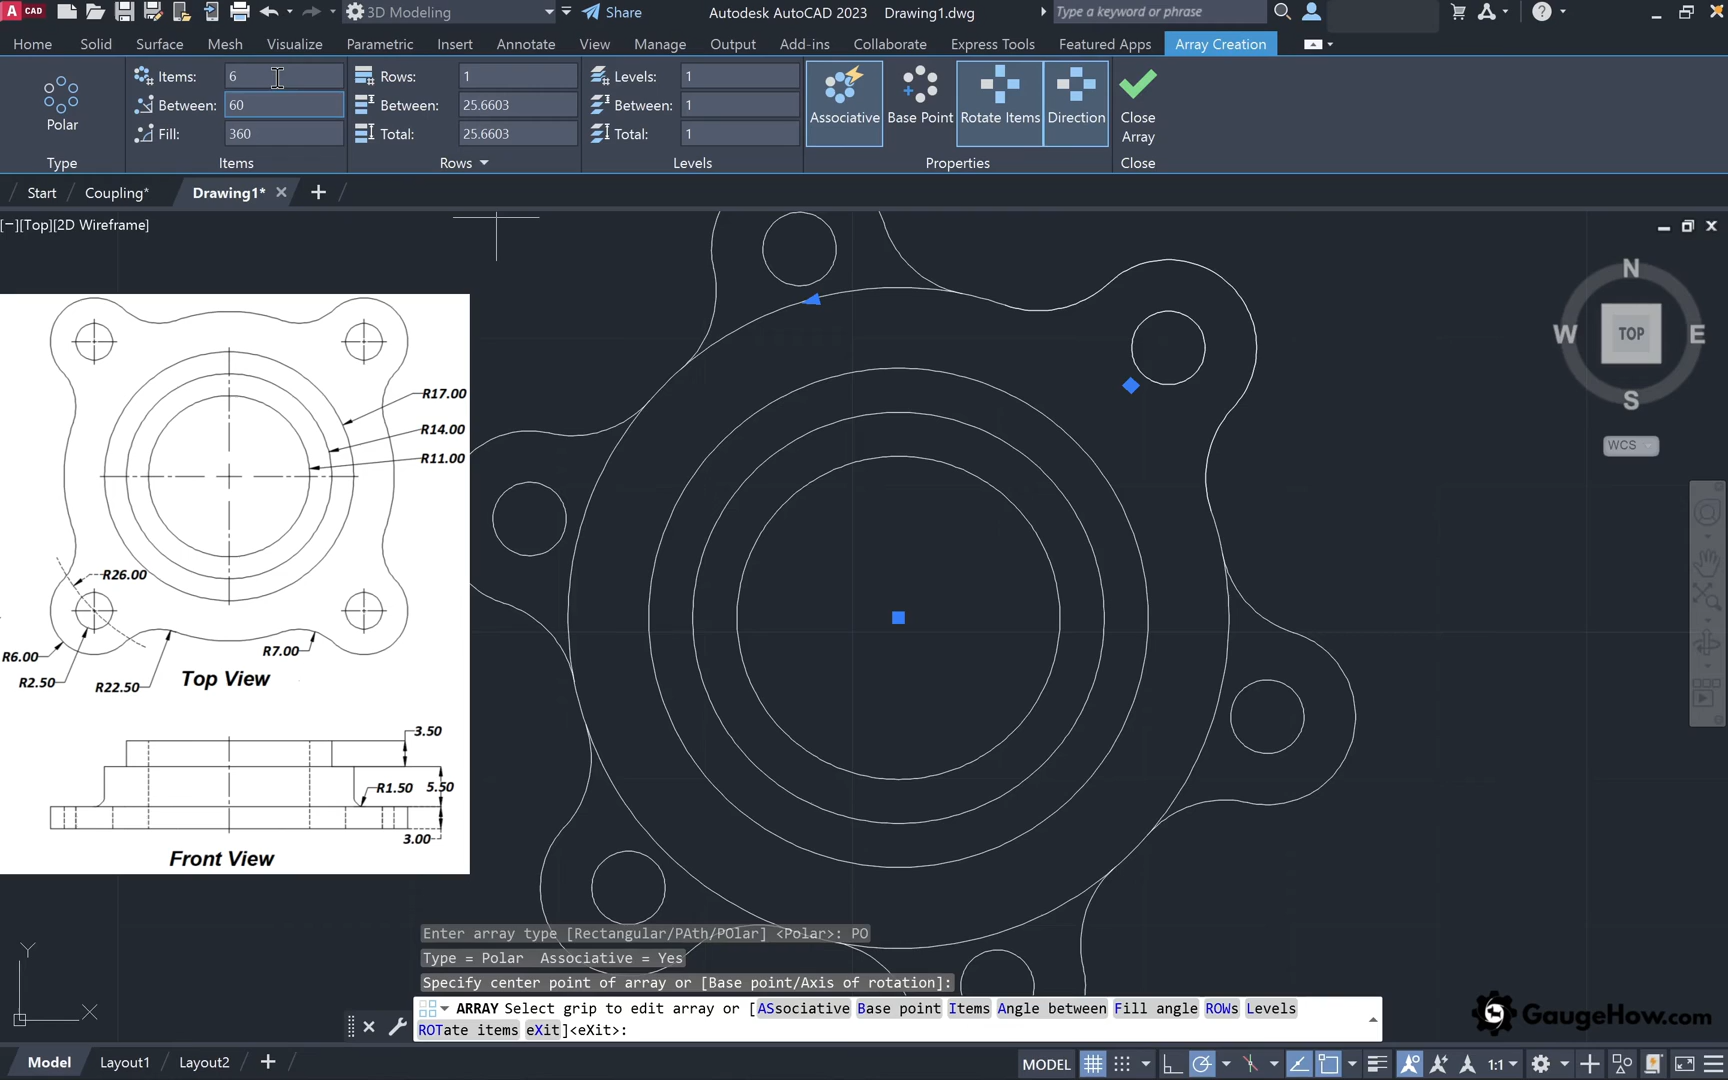 A CAD
3D Modeling
Share
Autodesk AutoCAD 2023 Drawing1.dwg
Type a keyword or phrase
Home Solid Surface Mesh Visualize Parametric Insert Annotate View Manage Output Add-ins Collaborate Express Tools Featured Apps Array Creation
Polar
Type
Items: 6
Between: 60
Fill: 360
Items
Rows: 1
Between: 25.6603
Total: 25.6603
Rows
Levels: 1
Between: 1
Total: 1
Levels
Associative Base Point Rotate Items Direction
Properties
Close
Array
Close
Start Coupling* Drawing1*
[−][Top][2D Wireframe]
N
W TOP E
S
WCS
R17.00
R14.00
R11.00
R26.00
R6.00
R2.50
R22.50
R7.00
Top View
3.50
R1.50
5.50
3.00
Front View
Y
X
Enter array type [Rectangular/PAth/POlar] <Polar>: PO
Type = Polar Associative = Yes
Specify center point of array or [Base point/Axis of rotation]:
ARRAY Select grip to edit array or [ASsociative Base point Items Angle between Fill angle ROWs Levels
ROTate items eXit]<eXit>:
GaugeHow.com
Model Layout1 Layout2
MODEL
1:1